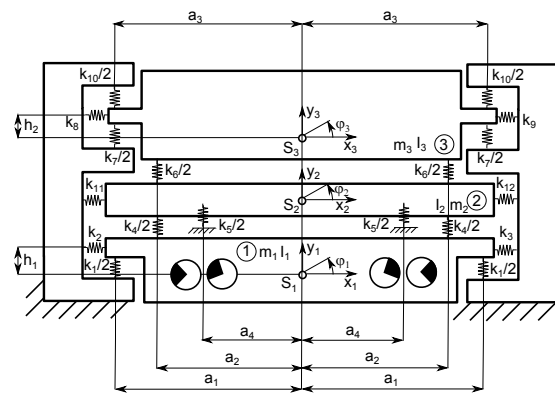 a₃ a₃
k₁₀/2 k₁₀/2
h₂ k₈ y₃ φ₃ k₉
S₃ x₃ m₃ I₃ ③
k₇/2 k₇/2
k₆/2 y₂ k₆/2
k₁₁ φ₂ k₁₂
S₂ x₂ I₂ m₂ ②
k₂ k₄/2 k₅/2 k₅/2 k₄/2 k₃
h₁ ① m₁ I₁ y₁ φ₁
k₁/2 S₁ x₁ k₁/2
a₄ a₄
a₂ a₂
a₁ a₁